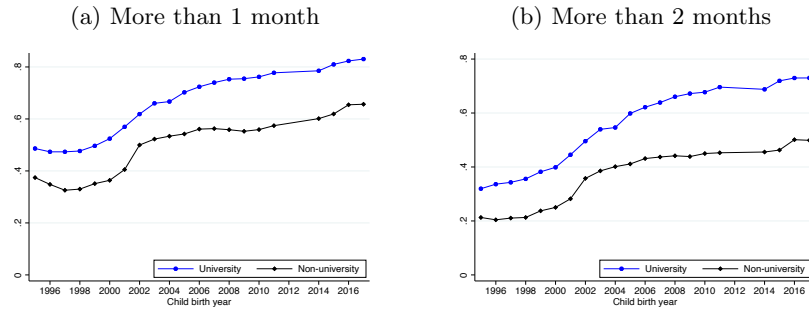 (a) More than 1 month
.8
.6
.4
.2
0
1996 1998 2000 2002 2004 2006 2008 2010 2012 2014 2016
Child birth year
University Non-university
(b) More than 2 months
.8
.6
.4
.2
0
1996 1998 2000 2002 2004 2006 2008 2010 2012 2014 2016
Child birth year
University Non-university